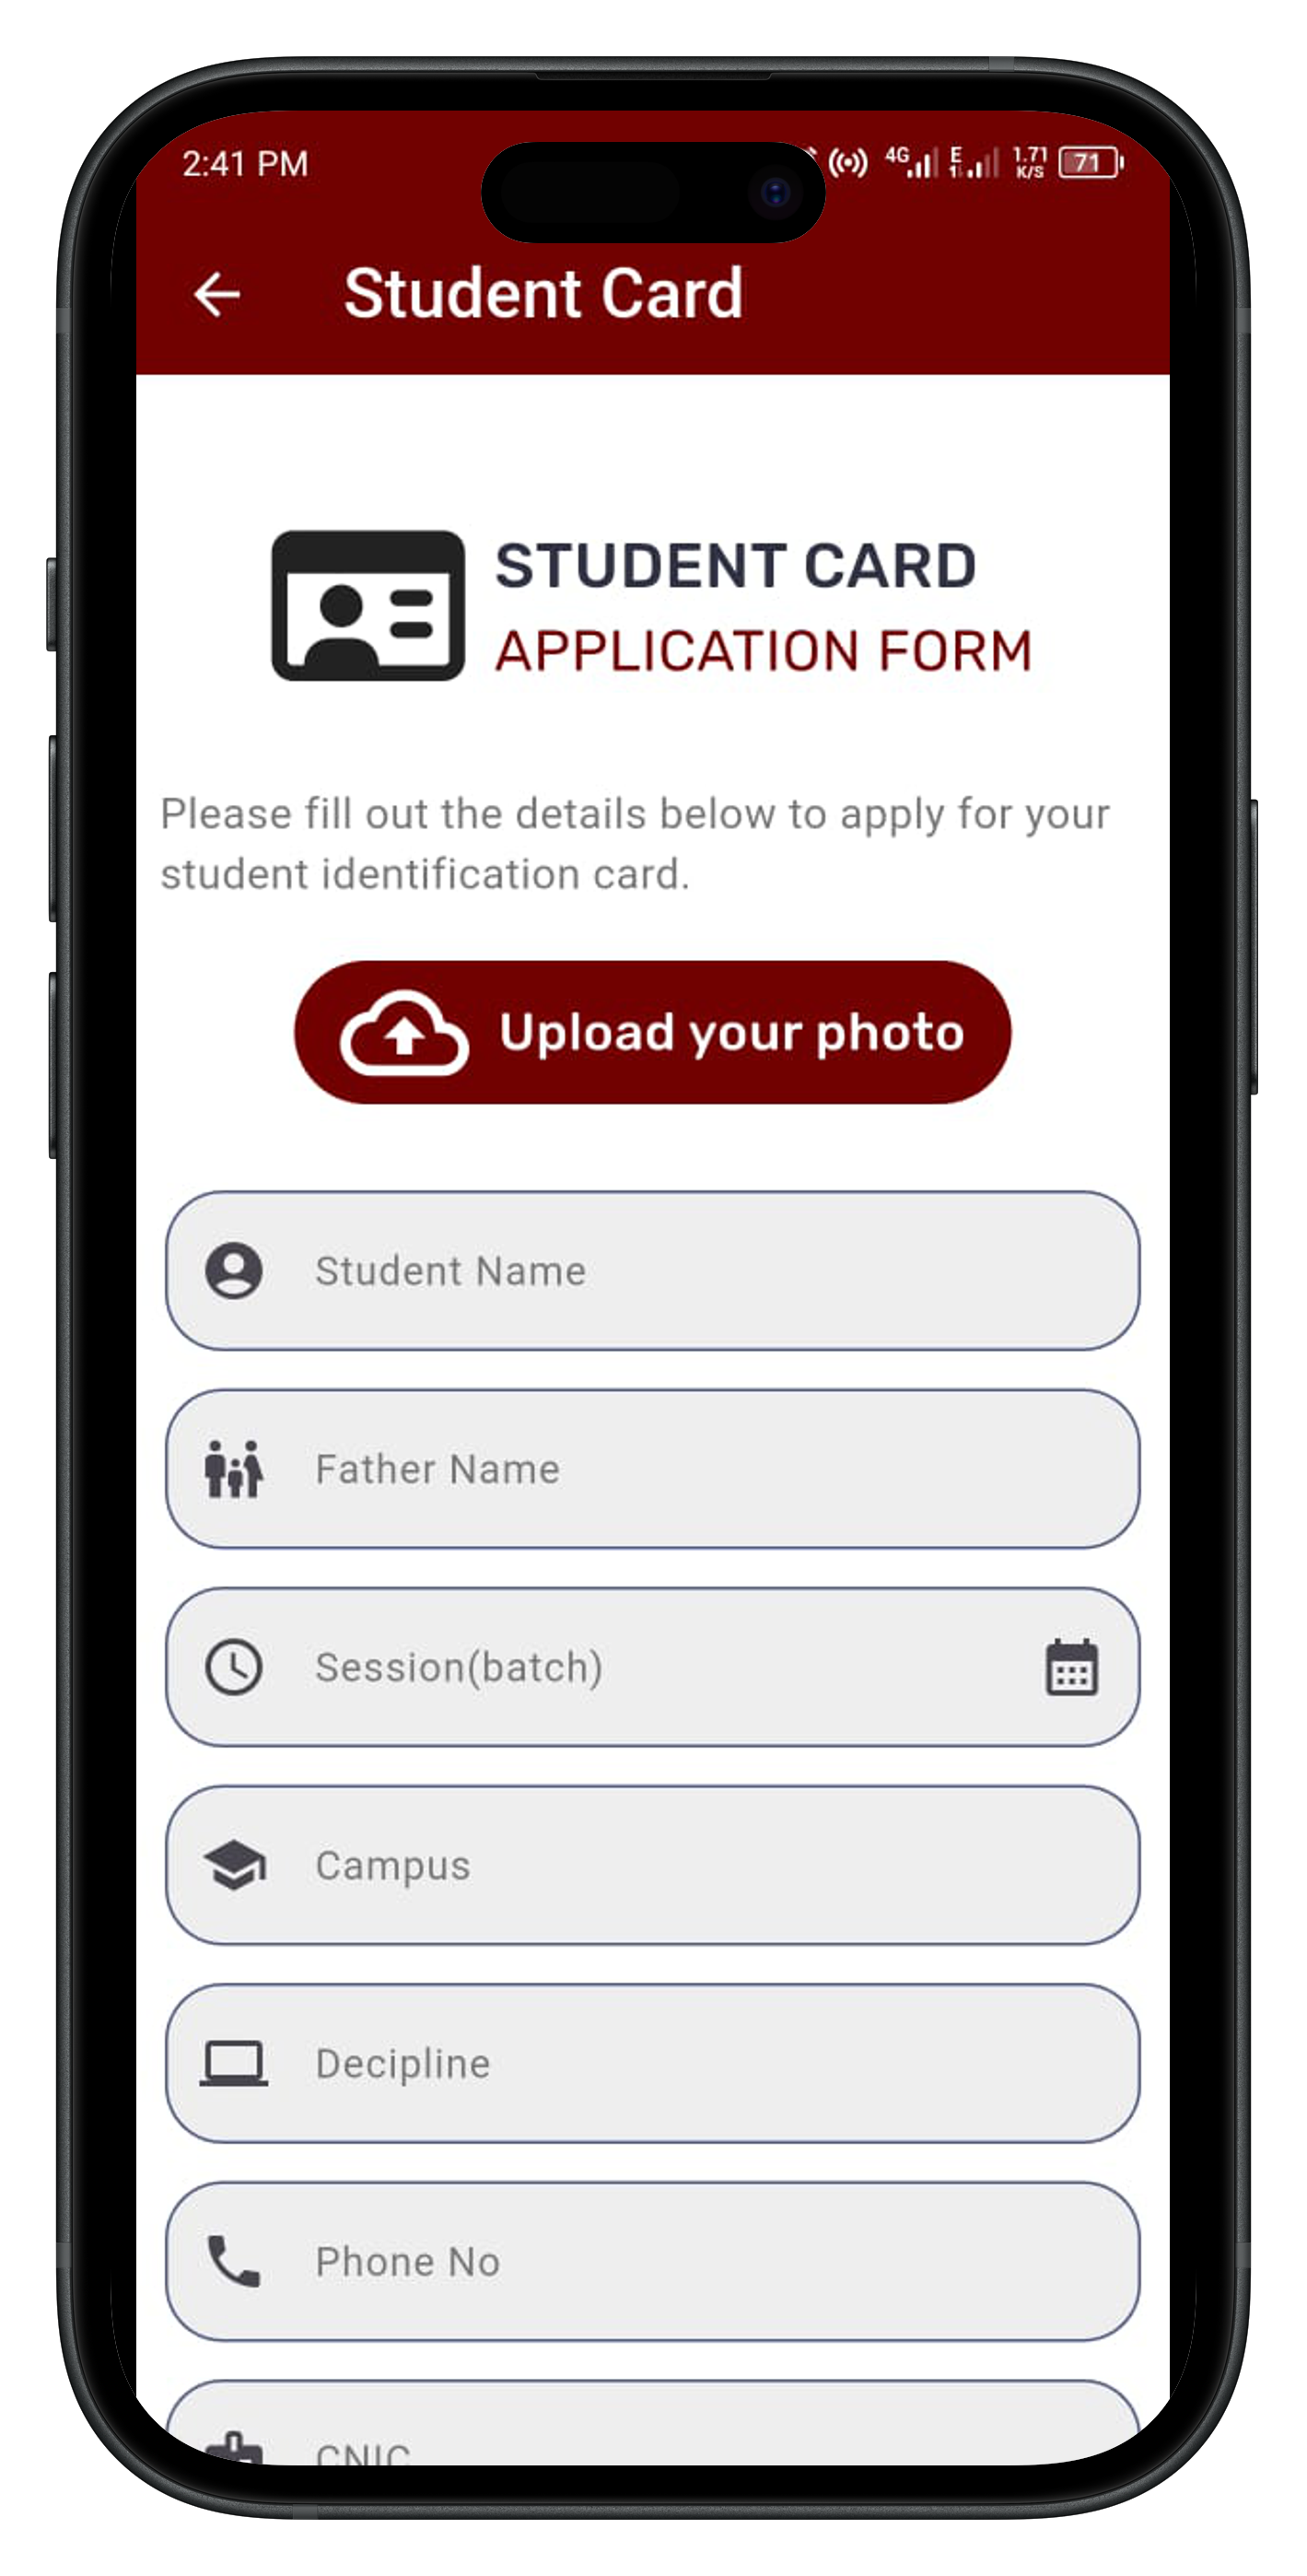 2:41 PM
4G E 1.71 K/S 71
Student Card
STUDENT CARD
APPLICATION FORM
Please fill out the details below to apply for your
student identification card.
Upload your photo
Student Name
Father Name
Session(batch)
Campus
Decipline
Phone No
CNIC